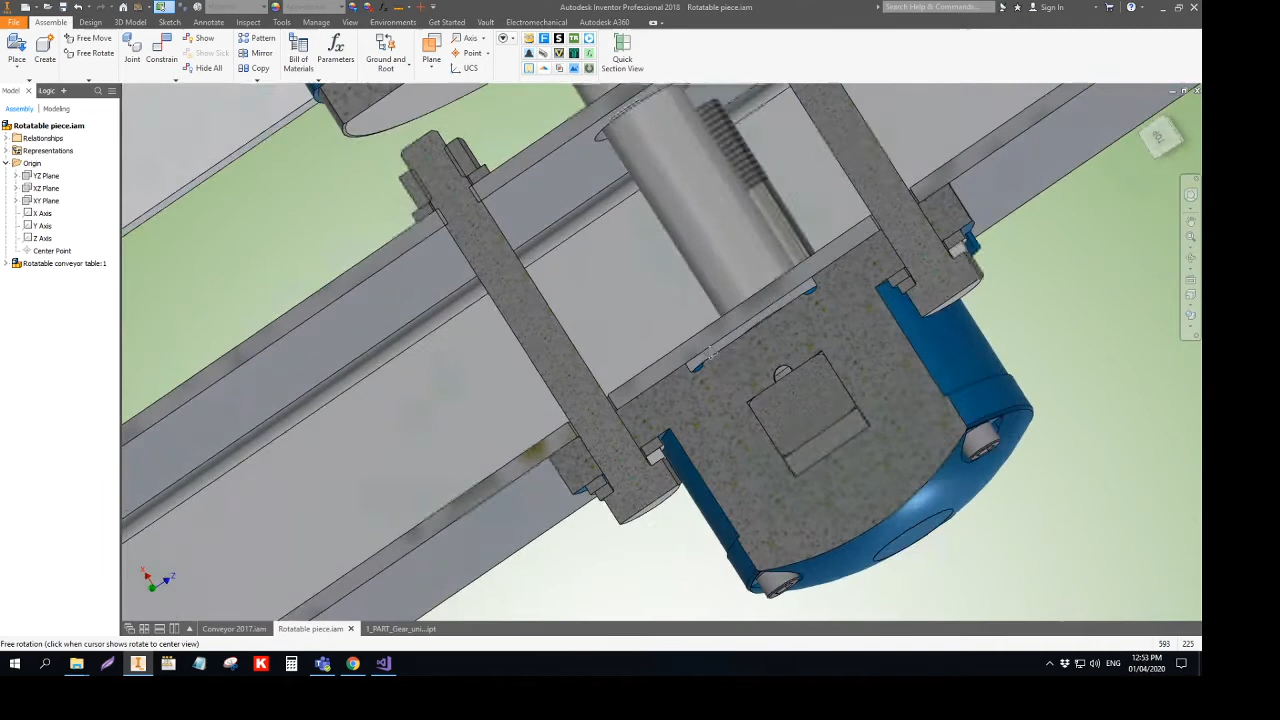 Autodesk Inventor Professional 2018 Rotatable piece.iam
Search Help & Commands...
Sign In
File Assemble Design 3D Model Sketch Annotate Inspect Tools Manage View Environments Get Started Vault Electromechanical Autodesk A360
Place Create
Free Move
Free Rotate
Joint Constrain
Show
Show Sick
Hide All
Pattern
Mirror
Copy
Bill of Materials
Parameters
Ground and Root
Plane
Axis
Point
UCS
Quick Section View
Model Logic
Assembly Modeling
Rotatable piece.iam
Relationships
Representations
Origin
YZ Plane
XZ Plane
XY Plane
X Axis
Y Axis
Z Axis
Center Point
Rotatable conveyor table:1
TOP
X
Z
Conveyor 2017.iam Rotatable piece.iam 1_PART_Gear_uni...ipt
Free rotation (click when cursor shows rotate to center view) 593 225
ENG 12:53 PM
01/04/2020